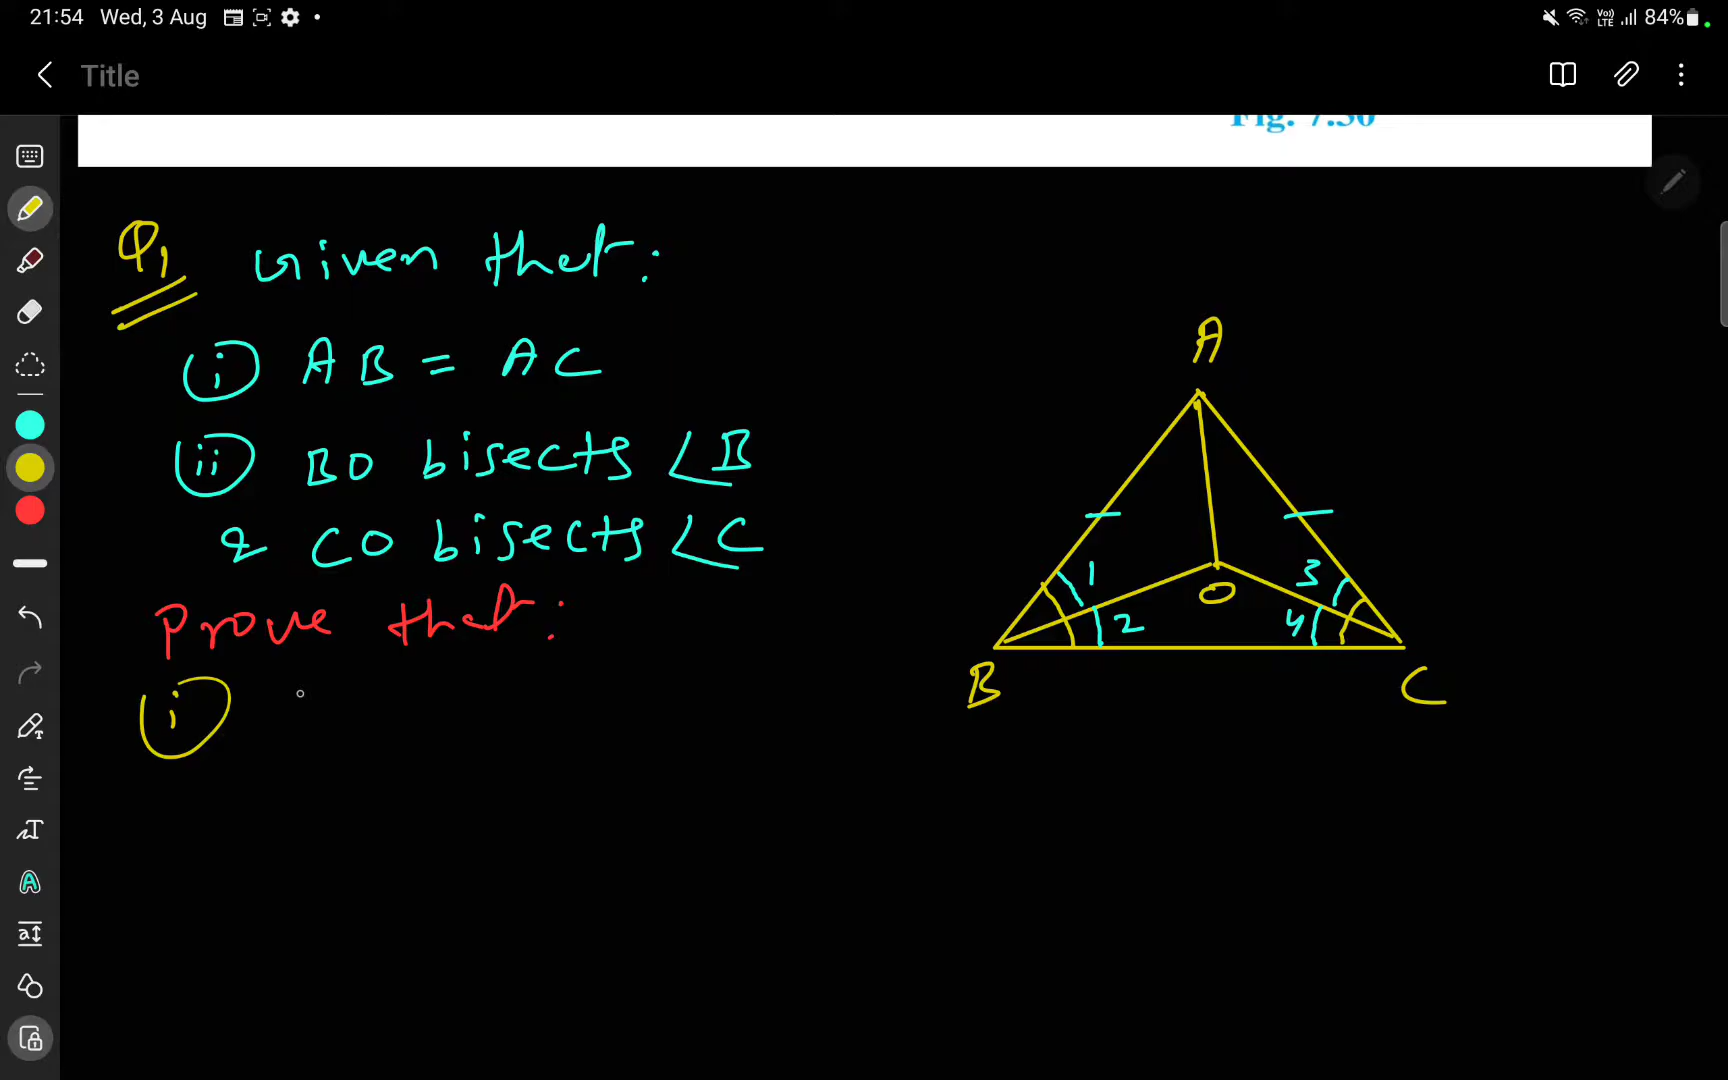 21:54 Wed, 3 Aug
84%
Title
Q1 Given that:
(i) AB = AC
(ii) BO bisects ∠B
& CO bisects ∠C
Prove that:
(i)
A
1
3
O
2
4
B
C